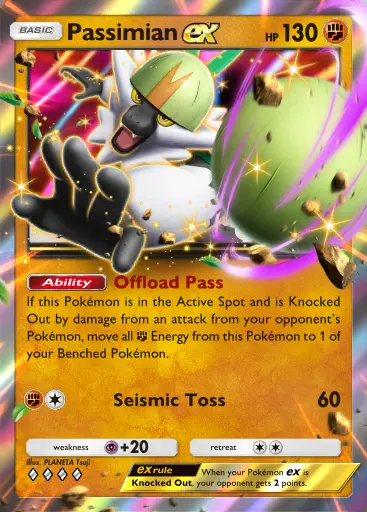 BASIC Passimian ex HP 130
Ability Offload Pass
If this Pokémon is in the Active Spot and is Knocked
Out by damage from an attack from your opponent's
Pokémon, move all Energy from this Pokémon to 1 of
your Benched Pokémon.
Seismic Toss 60
weakness +20 retreat
Illus. PLANETA Tsuji
ex rule When your Pokémon ex is
Knocked Out, your opponent gets 2 points.